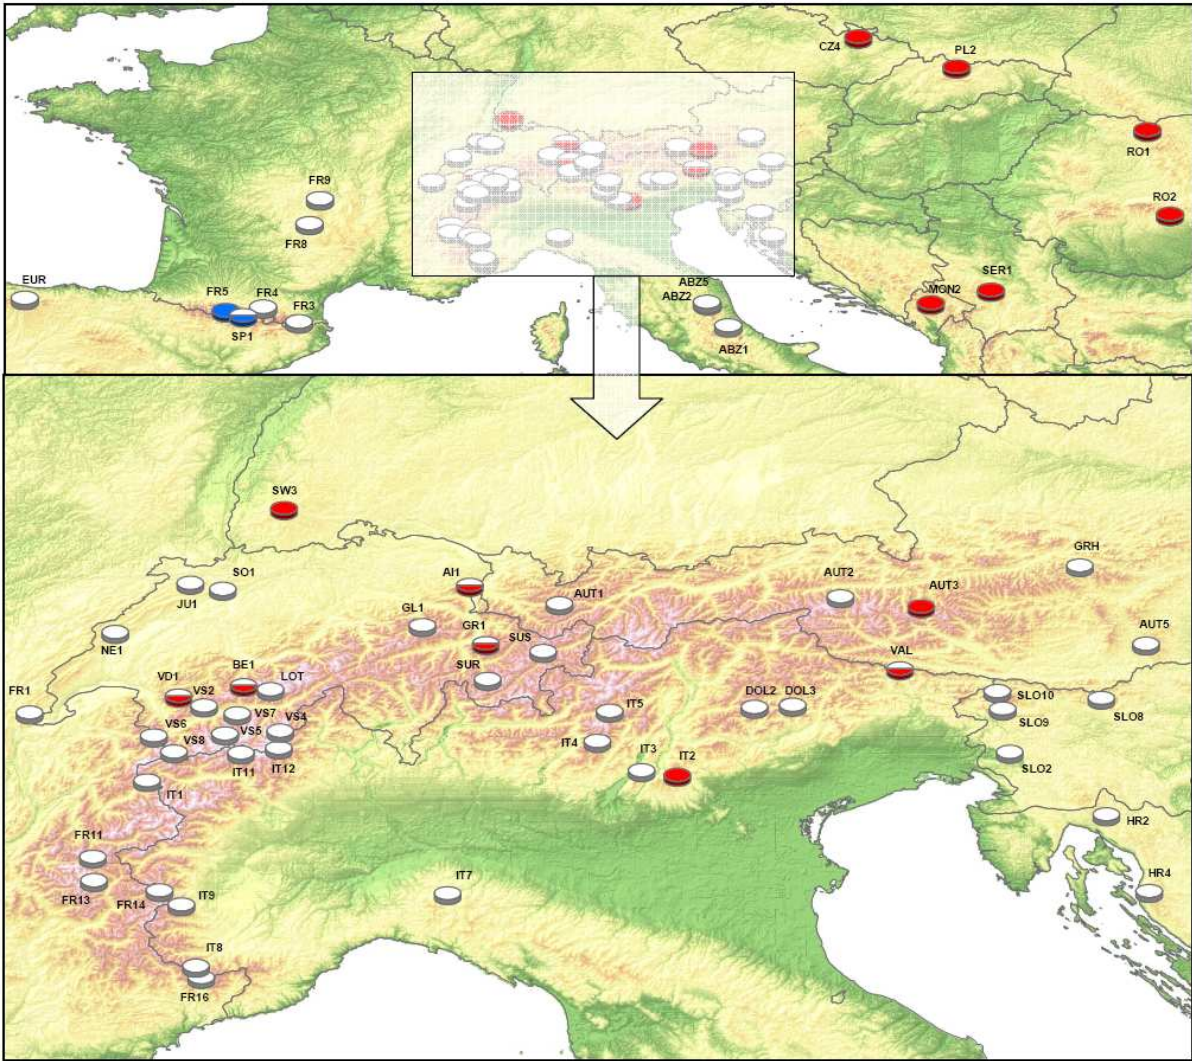 CZ4
PL2
RO1
FR9
RO2
FR8
SER1
EUR
FR5
FR4
FR3
SP1
ABZ5
ABZ2
ABZ1
MON2
SW3
GRH
JU1
SO1
AI1
AUT1
AUT2
AUT3
GL1
GR1
SUS
NE1
AUT5
BE1
LOT
SUR
VAL
VD1
VS2
FR1
VS7
VS4
DOL2
DOL3
SLO10
SLO9
SLO8
VS6
VS5
VS8
IT5
IT4
IT11
IT12
IT3
IT2
SLO2
IT1
HR2
FR11
FR13
FR14
IT9
IT7
HR4
IT8
FR16